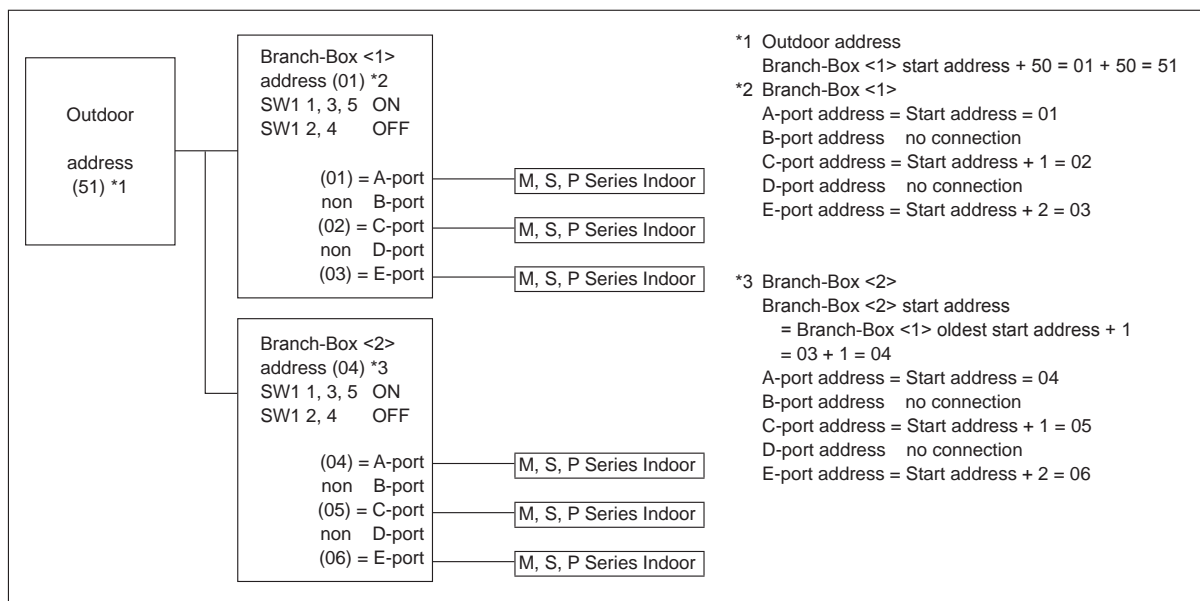 Outdoor
address
(51) *1
Branch-Box <1>
address (01) *2
SW1 1, 3, 5 ON
SW1 2, 4 OFF
(01) = A-port
non B-port
(02) = C-port
non D-port
(03) = E-port
M, S, P Series Indoor
M, S, P Series Indoor
M, S, P Series Indoor
Branch-Box <2>
address (04) *3
SW1 1, 3, 5 ON
SW1 2, 4 OFF
(04) = A-port
non B-port
(05) = C-port
non D-port
(06) = E-port
M, S, P Series Indoor
M, S, P Series Indoor
M, S, P Series Indoor
*1 Outdoor address
Branch-Box <1> start address + 50 = 01 + 50 = 51
*2 Branch-Box <1>
A-port address = Start address = 01
B-port address no connection
C-port address = Start address + 1 = 02
D-port address no connection
E-port address = Start address + 2 = 03
*3 Branch-Box <2>
Branch-Box <2> start address
= Branch-Box <1> oldest start address + 1
= 03 + 1 = 04
A-port address = Start address = 04
B-port address no connection
C-port address = Start address + 1 = 05
D-port address no connection
E-port address = Start address + 2 = 06